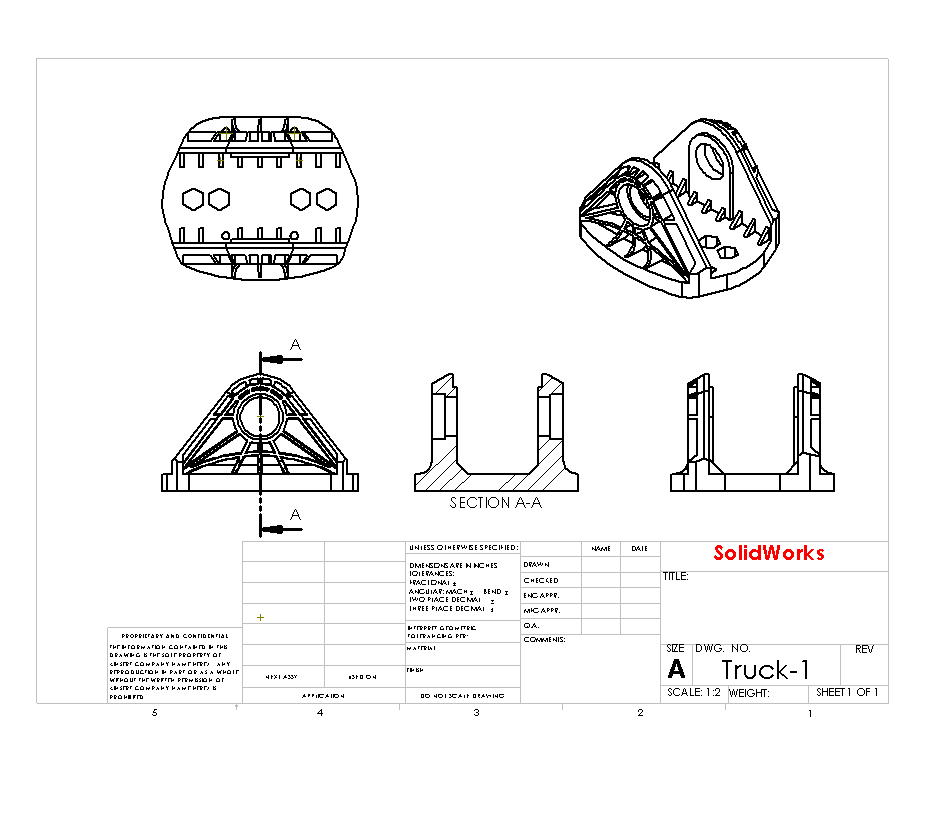 A
A
SECTION A-A
UNLESS OTHERWISE SPECIFIED:
NAME
DATE
SolidWorks
DIMENSIONS ARE IN INCHES
TOLERANCES:
FRACTIONAL ±
ANGULAR: MACH ± BEND ±
TWO PLACE DECIMAL ±
THREE PLACE DECIMAL ±
DRAWN
CHECKED
ENG APPR.
MFG APPR.
Q.A.
COMMENTS:
TITLE:
INTERPRET GEOMETRIC
TOLERANCING PER:
MATERIAL
FINISH
PROPRIETARY AND CONFIDENTIAL
THE INFORMATION CONTAINED IN THIS
DRAWING IS THE SOLE PROPERTY OF
<INSERT COMPANY NAME HERE>. ANY
REPRODUCTION IN PART OR AS A WHOLE
WITHOUT THE WRITTEN PERMISSION OF
<INSERT COMPANY NAME HERE> IS
PROHIBITED.
NEXT ASSY
USED ON
APPLICATION
DO NOT SCALE DRAWING
SIZE DWG. NO. REV
A Truck-1
SCALE: 1:2 WEIGHT: SHEET 1 OF 1
5 4 3 2 1